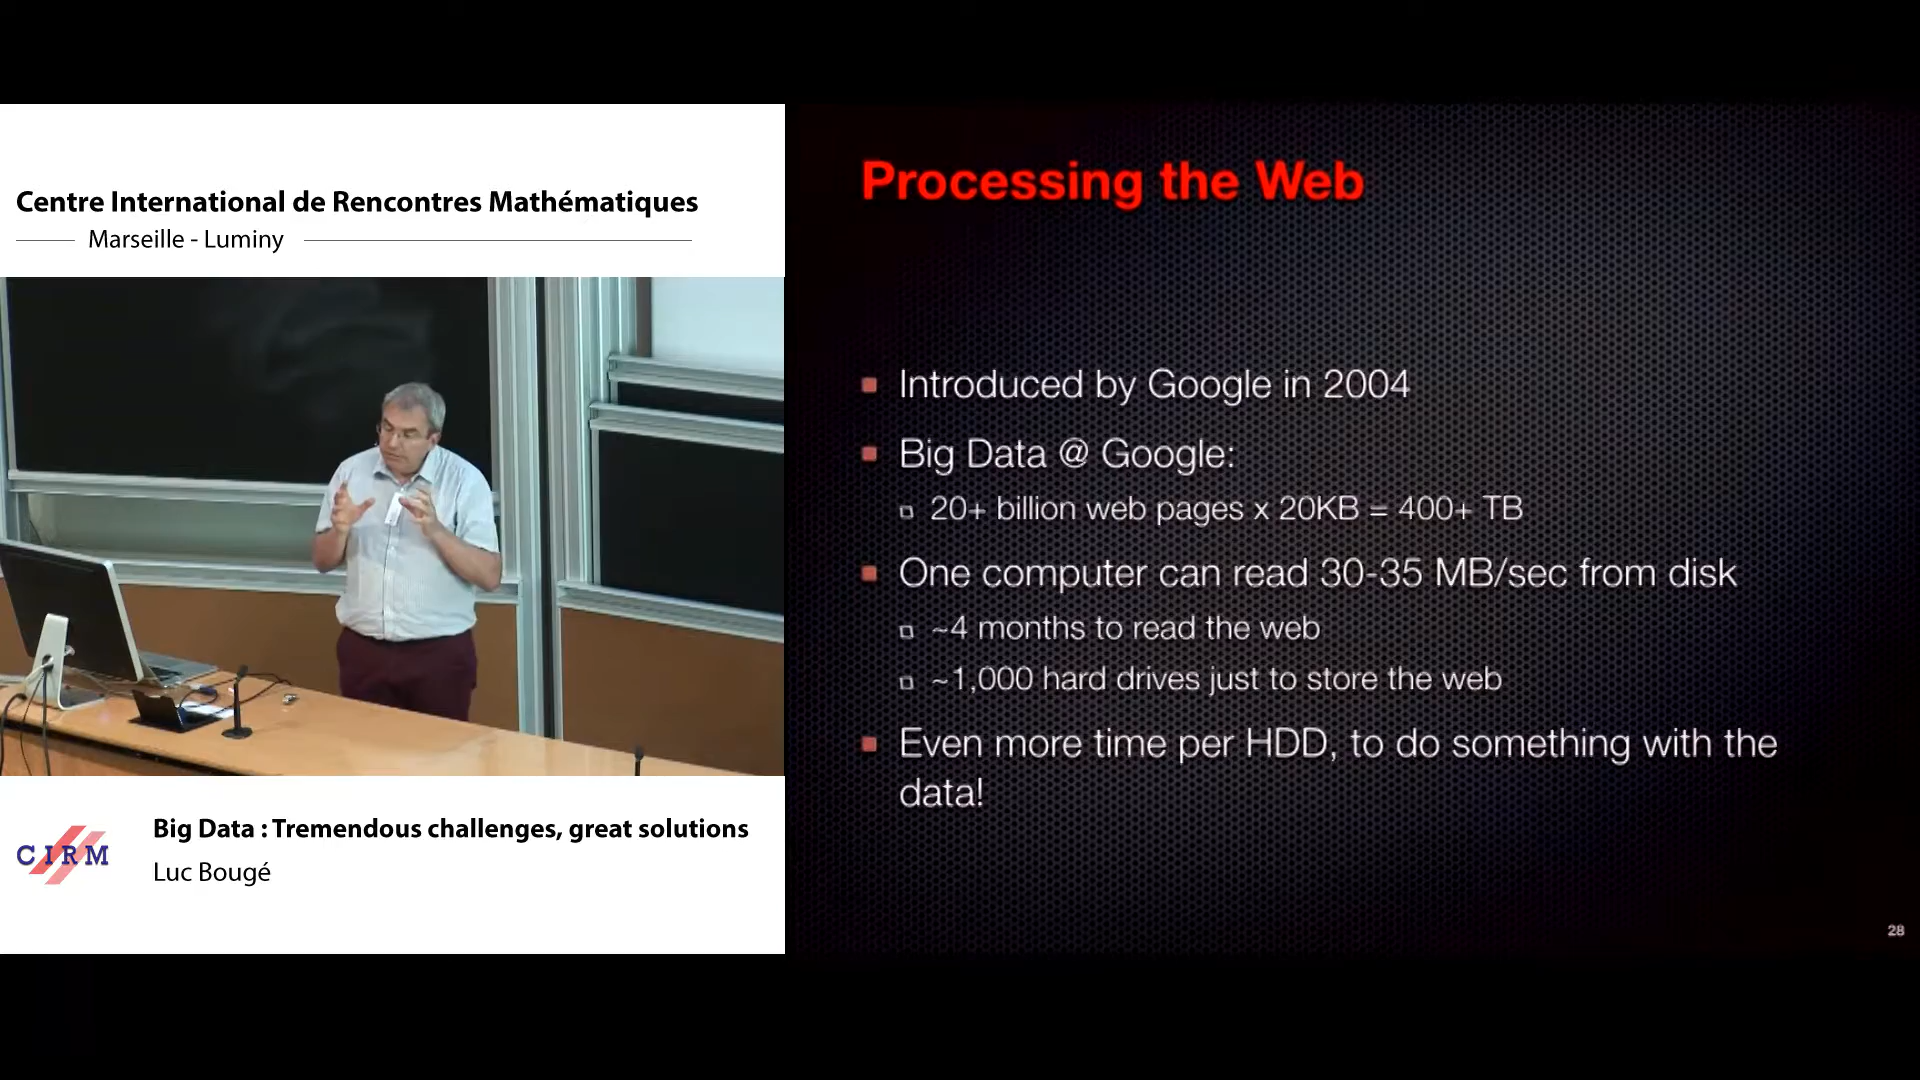 Centre International de Rencontres Mathématiques
Marseille - Luminy
CIRM
Big Data : Tremendous challenges, great solutions
Luc Bougé
Processing the Web
Introduced by Google in 2004
Big Data @ Google:
20+ billion web pages x 20KB = 400+ TB
One computer can read 30-35 MB/sec from disk
~4 months to read the web
~1,000 hard drives just to store the web
Even more time per HDD, to do something with the
data!
28